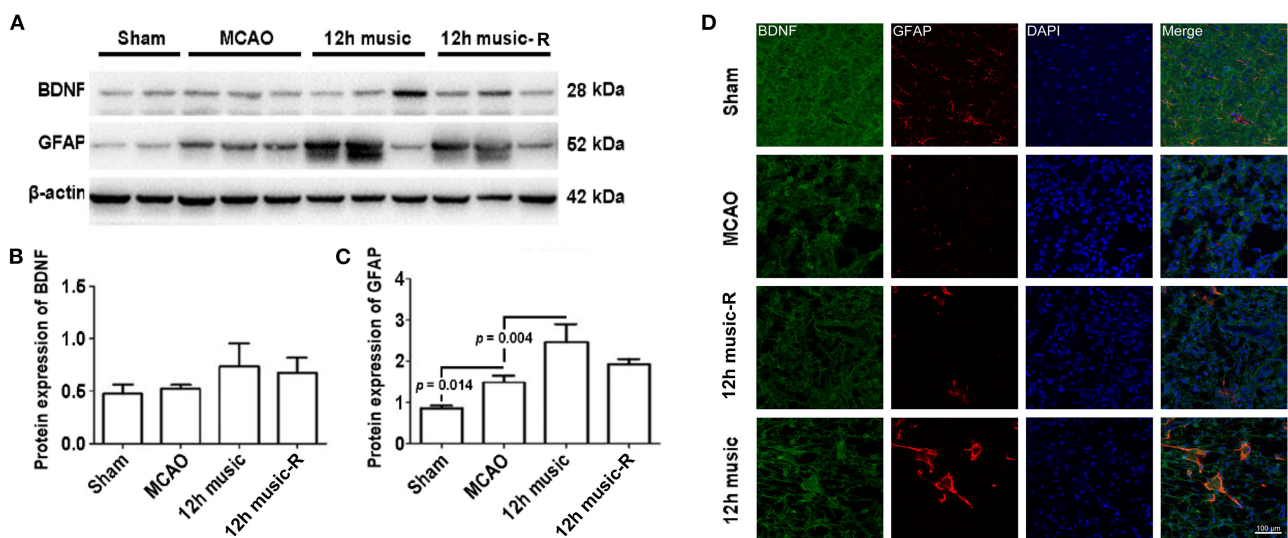 A
Sham MCAO 12h music 12h music-R
BDNF 28 kDa
GFAP 52 kDa
β-actin 42 kDa
B
Protein expression of BDNF
1.6
1.0
0.5
0.0
Sham MCAO 12h music 12h music-R
C
Protein expression of GFAP
4
3
2
1
0
p = 0.004
p = 0.014
Sham MCAO 12h music 12h music-R
D
BDNF GFAP DAPI Merge
Sham
MCAO
12h music-R
12h music
100 µm